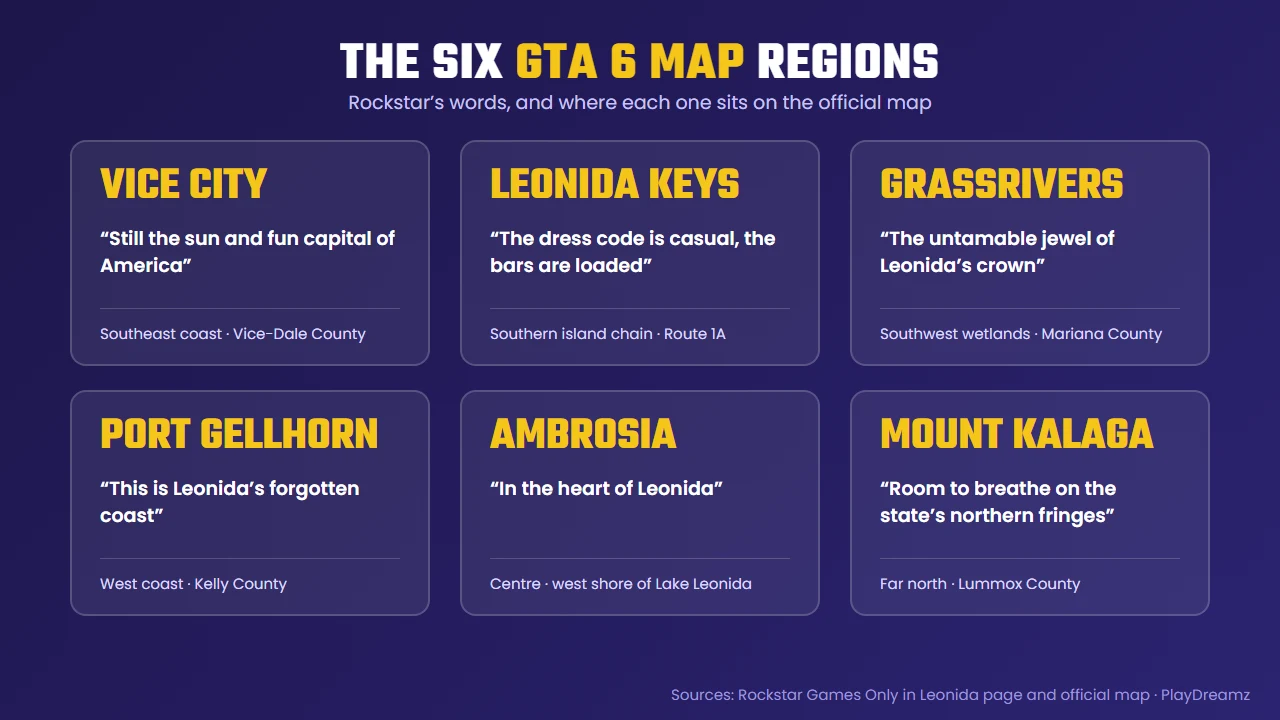 THE SIX GTA 6 MAP REGIONS
Rockstar’s words, and where each one sits on the official map
VICE CITY
“Still the sun and fun capital of
America”
Southeast coast · Vice-Dale County
LEONIDA KEYS
“The dress code is casual, the
bars are loaded”
Southern island chain · Route 1A
GRASSRIVERS
“The untamable jewel of
Leonida’s crown”
Southwest wetlands · Mariana County
PORT GELLHORN
“This is Leonida’s forgotten
coast”
West coast · Kelly County
AMBROSIA
“In the heart of Leonida”
Centre · west shore of Lake Leonida
MOUNT KALAGA
“Room to breathe on the
state’s northern fringes”
Far north · Lummox County
Sources: Rockstar Games Only in Leonida page and official map · PlayDreamz